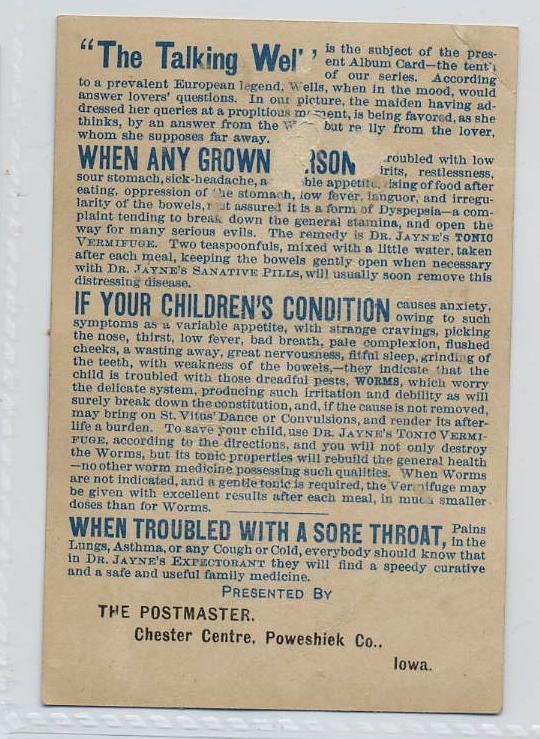 "The Talking Wel' ' is the subject of the pres-
ent Album Card—the tenth
of our series. According
to a prevalent European legend, Wells, when in the mood, would
answer lovers' questions. In our picture, the maiden having ad-
dressed her queries at a propitious moment, is being favored, as she
thinks, by an answer from the W but re lly from the lover,
whom she supposes far away.
WHEN ANY GROWN RSON roubled with low
irits, restlessness,
sour stomach, sick-headache, a ble appetite, rising of food after
eating, oppression of the stomach, low fever, languor, and irregu-
larity of the bowels, rest assured it is a form of Dyspepsia—a com-
plaint tending to break down the general stamina, and open the
way for many serious evils. The remedy is DR. JAYNE'S TONIC
VERMIFUGE. Two teaspoonfuls, mixed with a little water, taken
after each meal, keeping the bowels gently open when necessary
with DR. JAYNE'S SANATIVE PILLS, will usually soon remove this
distressing disease.
IF YOUR CHILDREN'S CONDITION causes anxiety,
owing to such
symptoms as a variable appetite, with strange cravings, picking
the nose, thirst, low fever, bad breath, pale complexion, flushed
cheeks, a wasting away, great nervousness, fitful sleep, grinding of
the teeth, with weakness of the bowels,—they indicate that the
child is troubled with those dreadful pests, WORMS, which worry
the delicate system, producing such irritation and debility as will
surely break down the constitution, and, if the cause is not removed,
may bring on St. Vitus' Dance or Convulsions, and render its after-
life a burden. To save your child, use DR. JAYNE'S TONIC VERMI-
FUGE, according to the directions, and you will not only destroy
the Worms, but its tonic properties will rebuild the general health
—no other worm medicine possessing such qualities. When Worms
are not indicated, and a gentle tonic is required, the Vermifuge may
be given with excellent results after each meal, in much smaller
doses than for Worms.
WHEN TROUBLED WITH A SORE THROAT, Pains
in the
Lungs, Asthma, or any Cough or Cold, everybody should know that
in DR. JAYNE'S EXPECTORANT they will find a speedy curative
and a safe and useful family medicine.
PRESENTED BY
THE POSTMASTER.
Chester Centre, Poweshiek Co.,
Iowa.